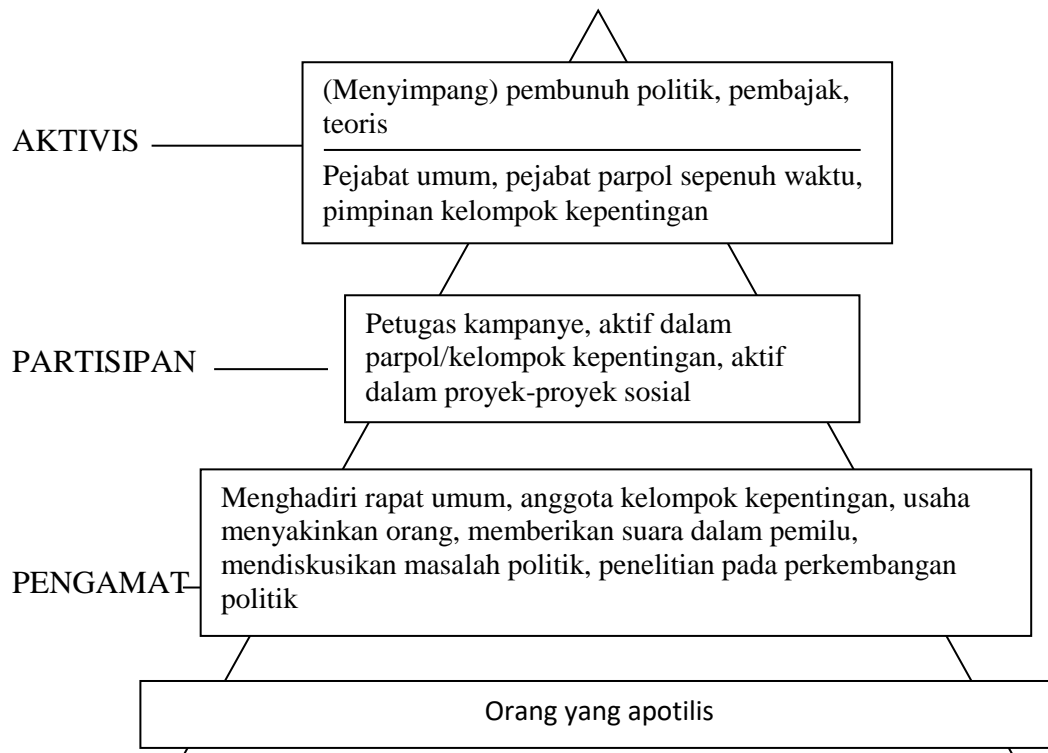 (Menyimpang) pembunuh politik, pembajak,
teoris
AKTIVIS
Pejabat umum, pejabat parpol sepenuh waktu,
pimpinan kelompok kepentingan
Petugas kampanye, aktif dalam
PARTISIPAN
parpol/kelompok kepentingan, aktif
dalam proyek-proyek sosial
Menghadiri rapat umum, anggota kelompok kepentingan, usaha
menyakinkan orang, memberikan suara dalam pemilu,
mendiskusikan masalah politik, penelitian pada perkembangan
PENGAMAT
politik
Orang yang apotilis